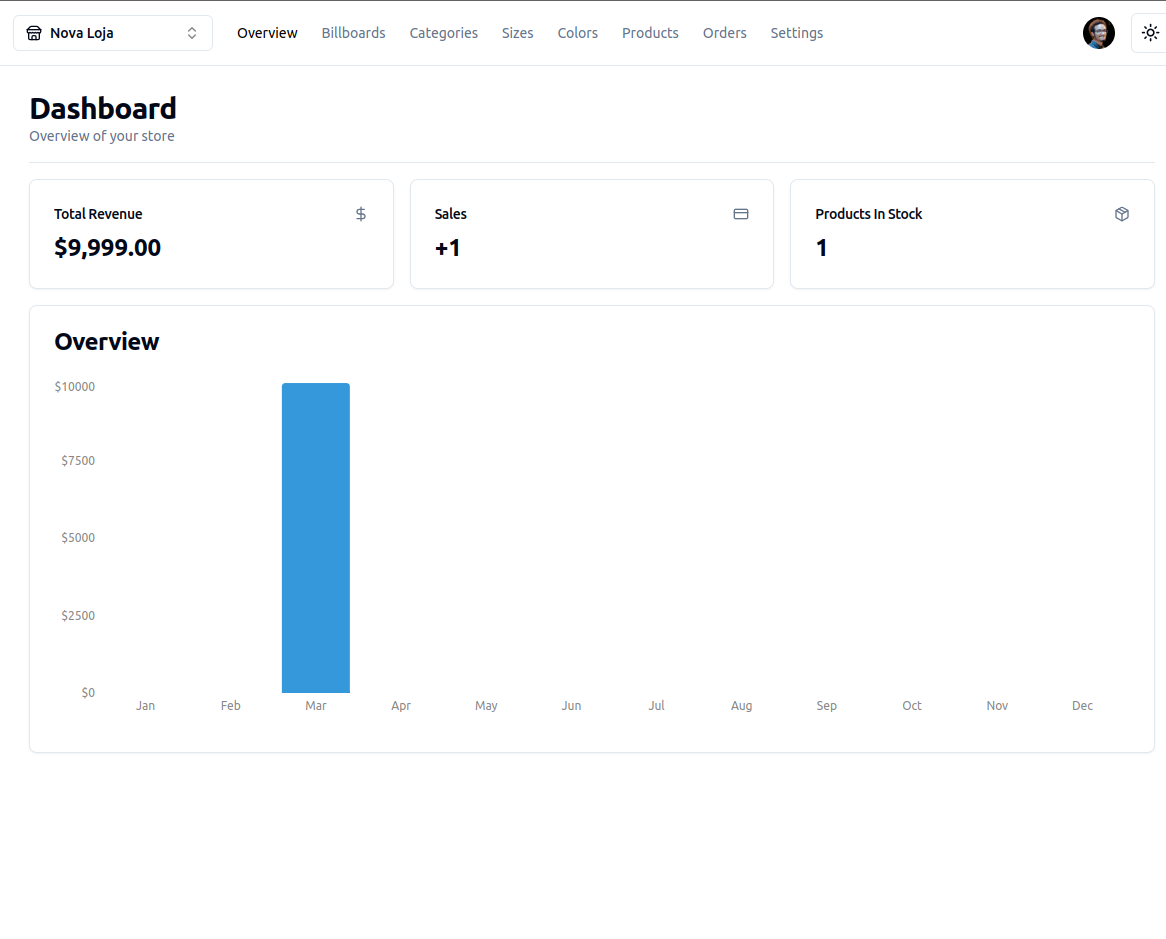 Nova Loja Overview Billboards Categories Sizes Colors Products Orders Settings
Dashboard
Overview of your store
Total Revenue
$9,999.00
Sales
+1
Products In Stock
1
Overview
$10000
$7500
$5000
$2500
$0
Jan Feb Mar Apr May Jun Jul Aug Sep Oct Nov Dec